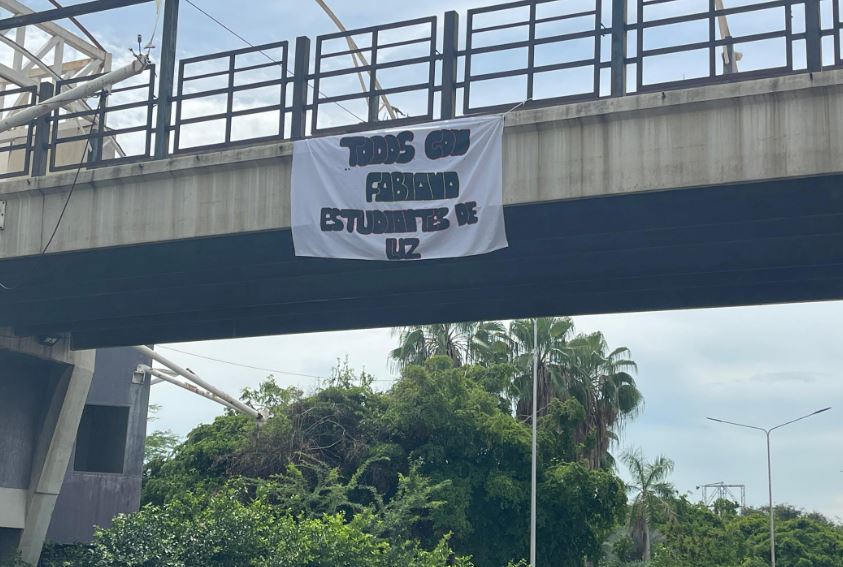 TODOS CON
FABIANO
ESTUDIANTES DE
LUZ